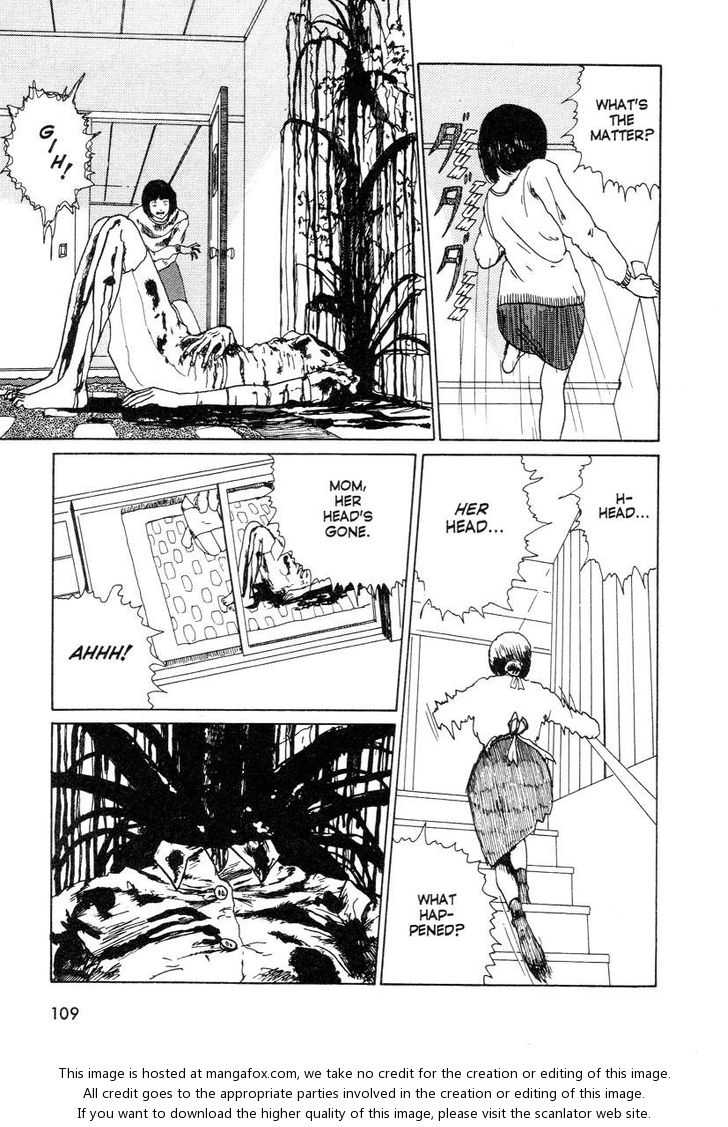 WHAT'S
THE
MATTER?
ダ
ダ
ダ
GIH!
H-
HEAD...
HER
HEAD...
WHAT
HAP-
PENED?
MOM,
HER
HEAD'S
GONE.
AHHH!
109
This image is hosted at mangafox.com, we take no credit for the creation or editing of this image.
All credit goes to the appropriate parties involved in the creation or editing of this image.
If you want to download the higher quality of this image, please visit the scanlator web site.